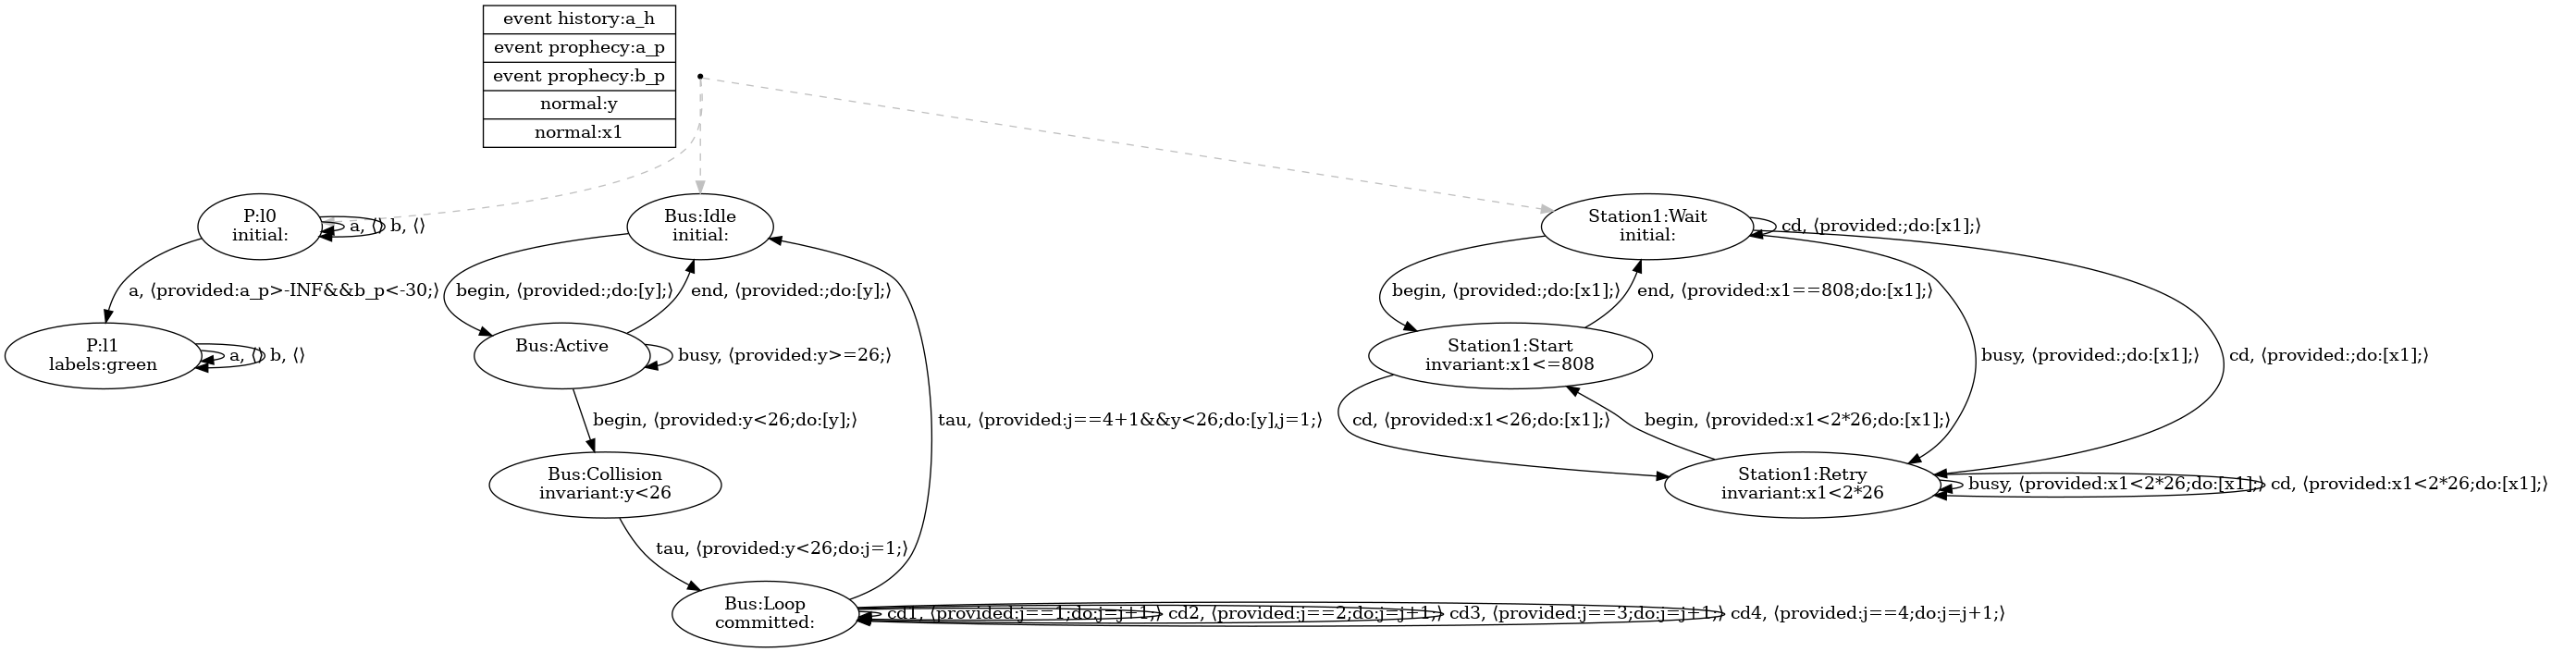 event history:a_h
event prophecy:a_p
event prophecy:b_p
normal:y
normal:x1
P:l0
initial:
a, ⟨⟩
b, ⟨⟩
Bus:Idle
initial:
Station1:Wait
initial:
cd, ⟨provided:;do:[x1];⟩
a, ⟨provided:a_p>-INF&&b_p<-30;⟩
begin, ⟨provided:;do:[y];⟩
end, ⟨provided:;do:[y];⟩
begin, ⟨provided:;do:[x1];⟩
end, ⟨provided:x1==808;do:[x1];⟩
P:l1
labels:green
a, ⟨⟩
b, ⟨⟩
Bus:Active
busy, ⟨provided:y>=26;⟩
Station1:Start
invariant:x1<=808
busy, ⟨provided:;do:[x1];⟩
cd, ⟨provided:;do:[x1];⟩
begin, ⟨provided:y<26;do:[y];⟩
tau, ⟨provided:j==4+1&&y<26;do:[y],j=1;⟩
cd, ⟨provided:x1<26;do:[x1];⟩
begin, ⟨provided:x1<2*26;do:[x1];⟩
Bus:Collision
invariant:y<26
Station1:Retry
invariant:x1<2*26
busy, ⟨provided:x1<2*26;do:[x1];⟩
cd, ⟨provided:x1<2*26;do:[x1];⟩
tau, ⟨provided:y<26;do:j=1;⟩
Bus:Loop
committed:
cd1, ⟨provided:j==1;do:j=j+1;⟩
cd2, ⟨provided:j==2;do:j=j+1;⟩
cd3, ⟨provided:j==3;do:j=j+1;⟩
cd4, ⟨provided:j==4;do:j=j+1;⟩